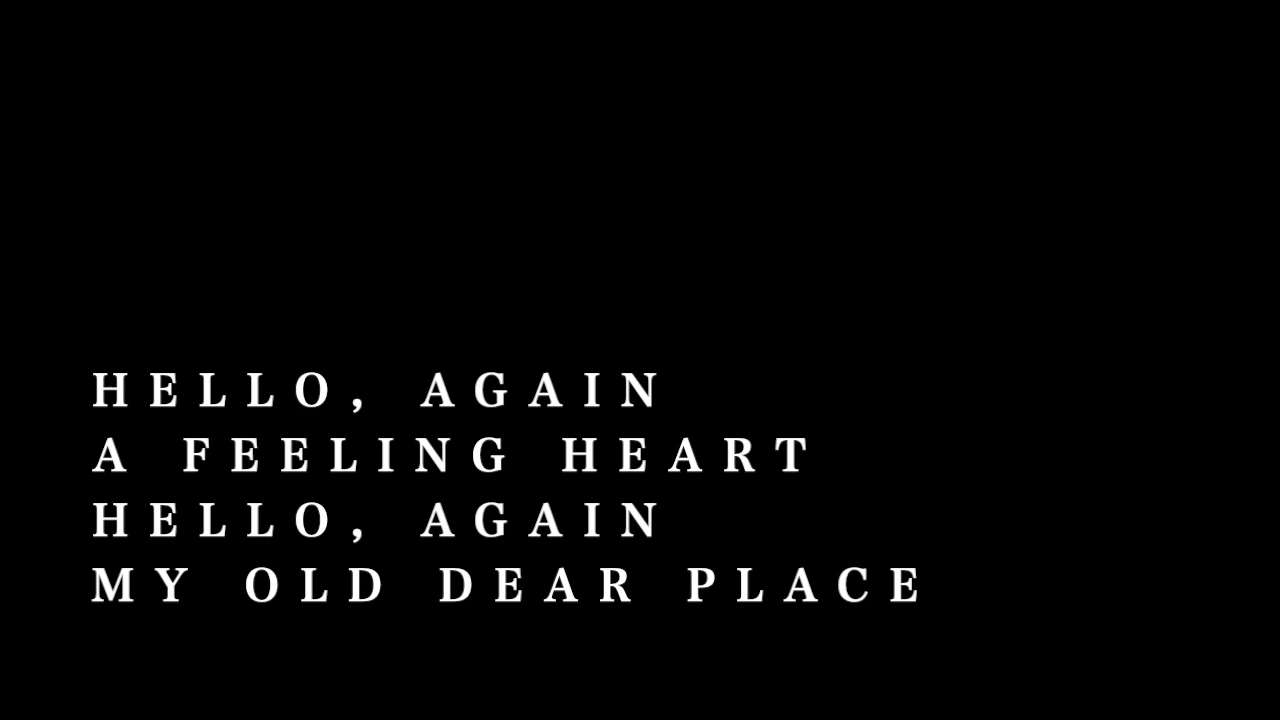 HELLO, AGAIN
A FEELING HEART
HELLO, AGAIN
MY OLD DEAR PLACE